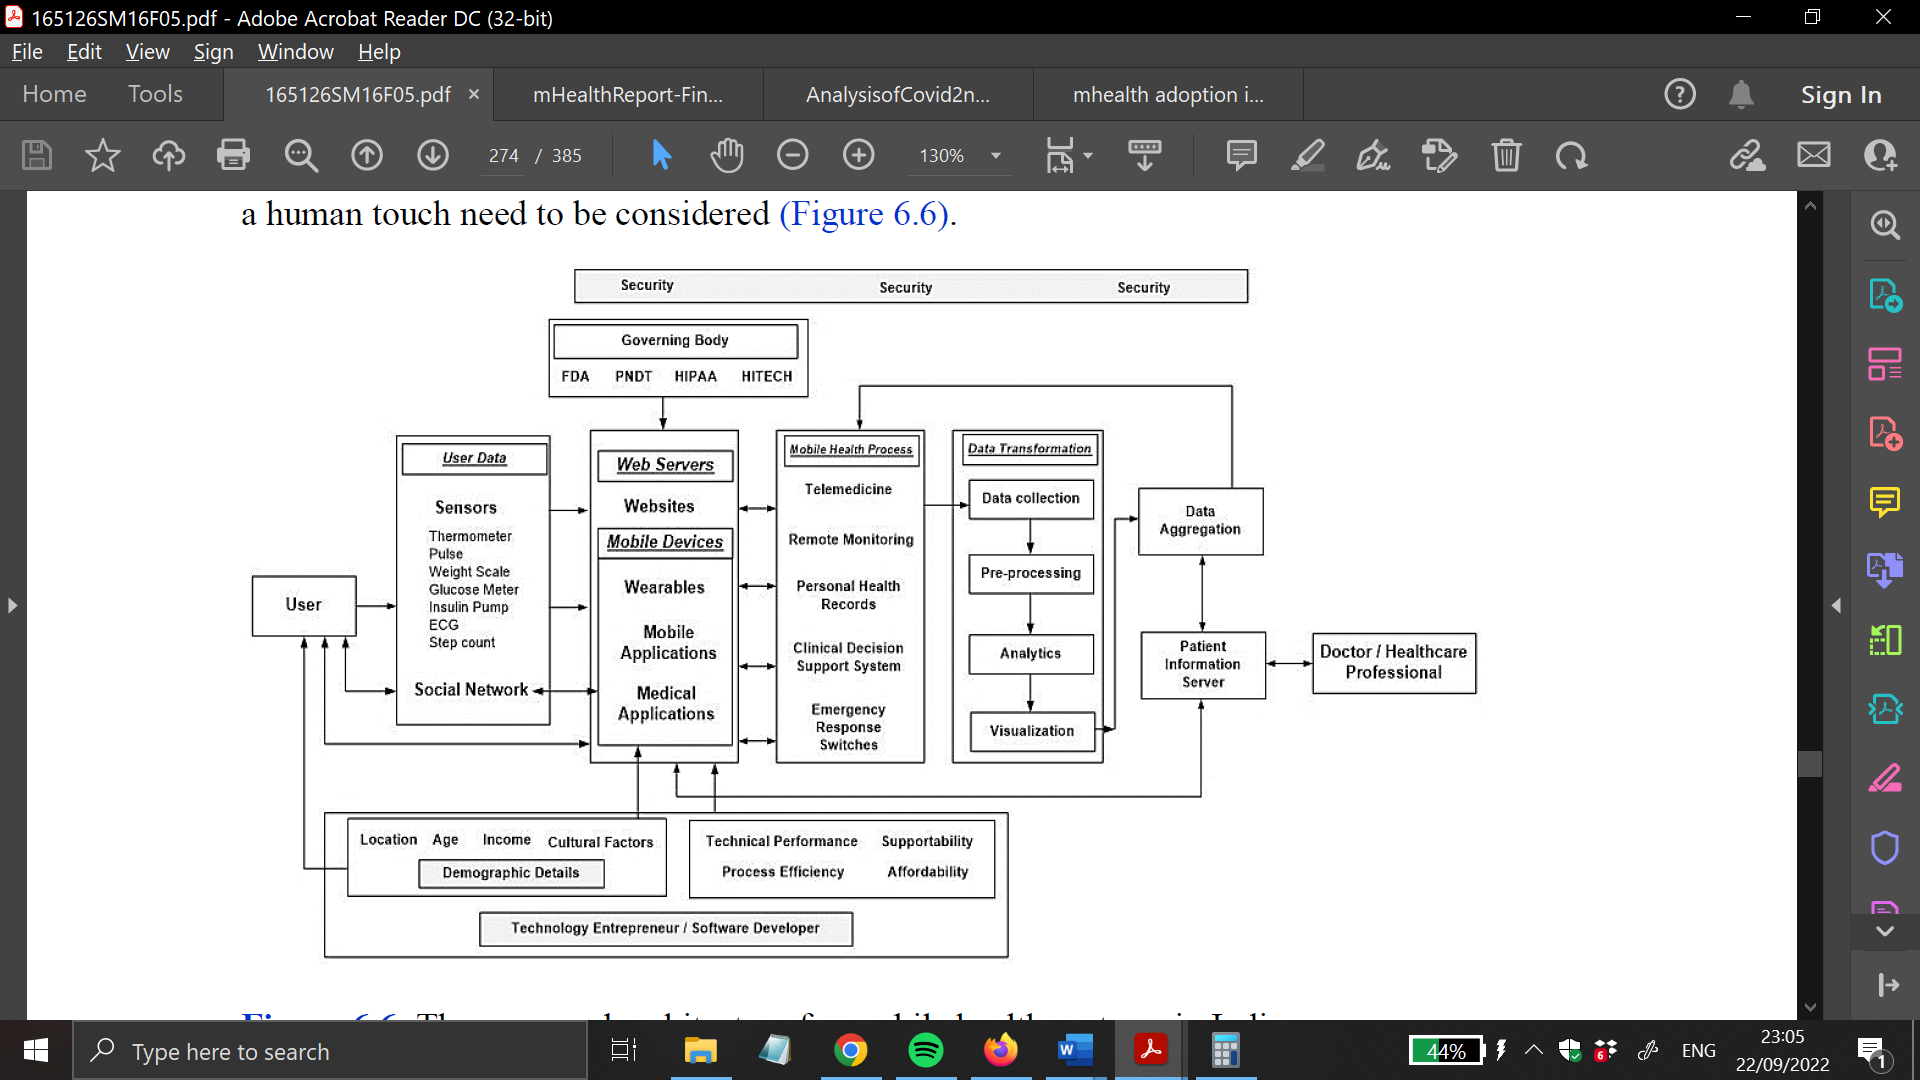 165126SM16F05.pdf - Adobe Acrobat Reader DC (32-bit)
File Edit View Sign Window Help
Home Tools 165126SM16F05.pdf × mHealthReport-Fin... AnalysisofCovid2n... mhealth adoption i... Sign In
274 / 385 130%
a human touch need to be considered (Figure 6.6).
Security Security Security
Governing Body
FDA PNDT HIPAA HITECH
User
User Data
Sensors
Thermometer
Pulse
Weight Scale
Glucose Meter
Insulin Pump
ECG
Step count
Social Network
Web Servers
Websites
Mobile Devices
Wearables
Mobile
Applications
Medical
Applications
Mobile Health Process
Telemedicine
Remote Monitoring
Personal Health
Records
Clinical Decision
Support System
Emergency
Response
Switches
Data Transformation
Data collection
Pre-processing
Analytics
Visualization
Data
Aggregation
Patient
Information
Server
Doctor / Healthcare
Professional
Location Age Income Cultural Factors
Demographic Details
Technical Performance Supportability
Process Efficiency Affordability
Technology Entrepreneur / Software Developer
Type here to search
44%
6
ENG
23:05
22/09/2022
1